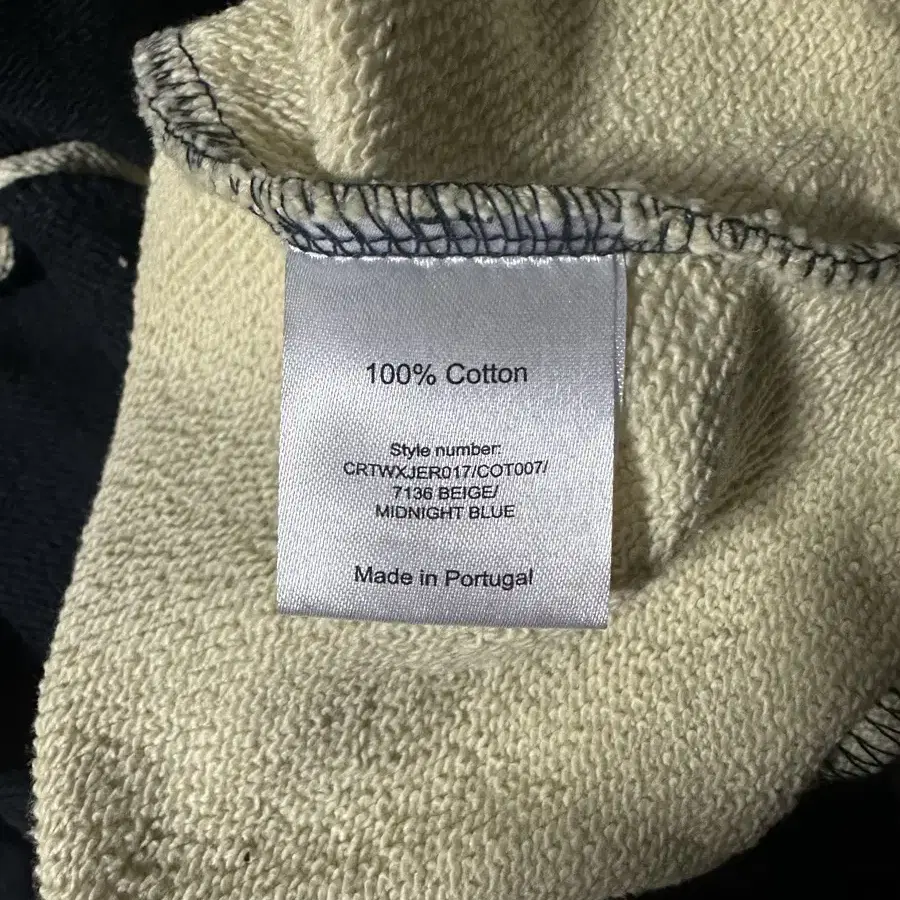 100% Cotton
Style number:
CRTWXJER017/COT007/
7136 BEIGE/
MIDNIGHT BLUE
Made in Portugal